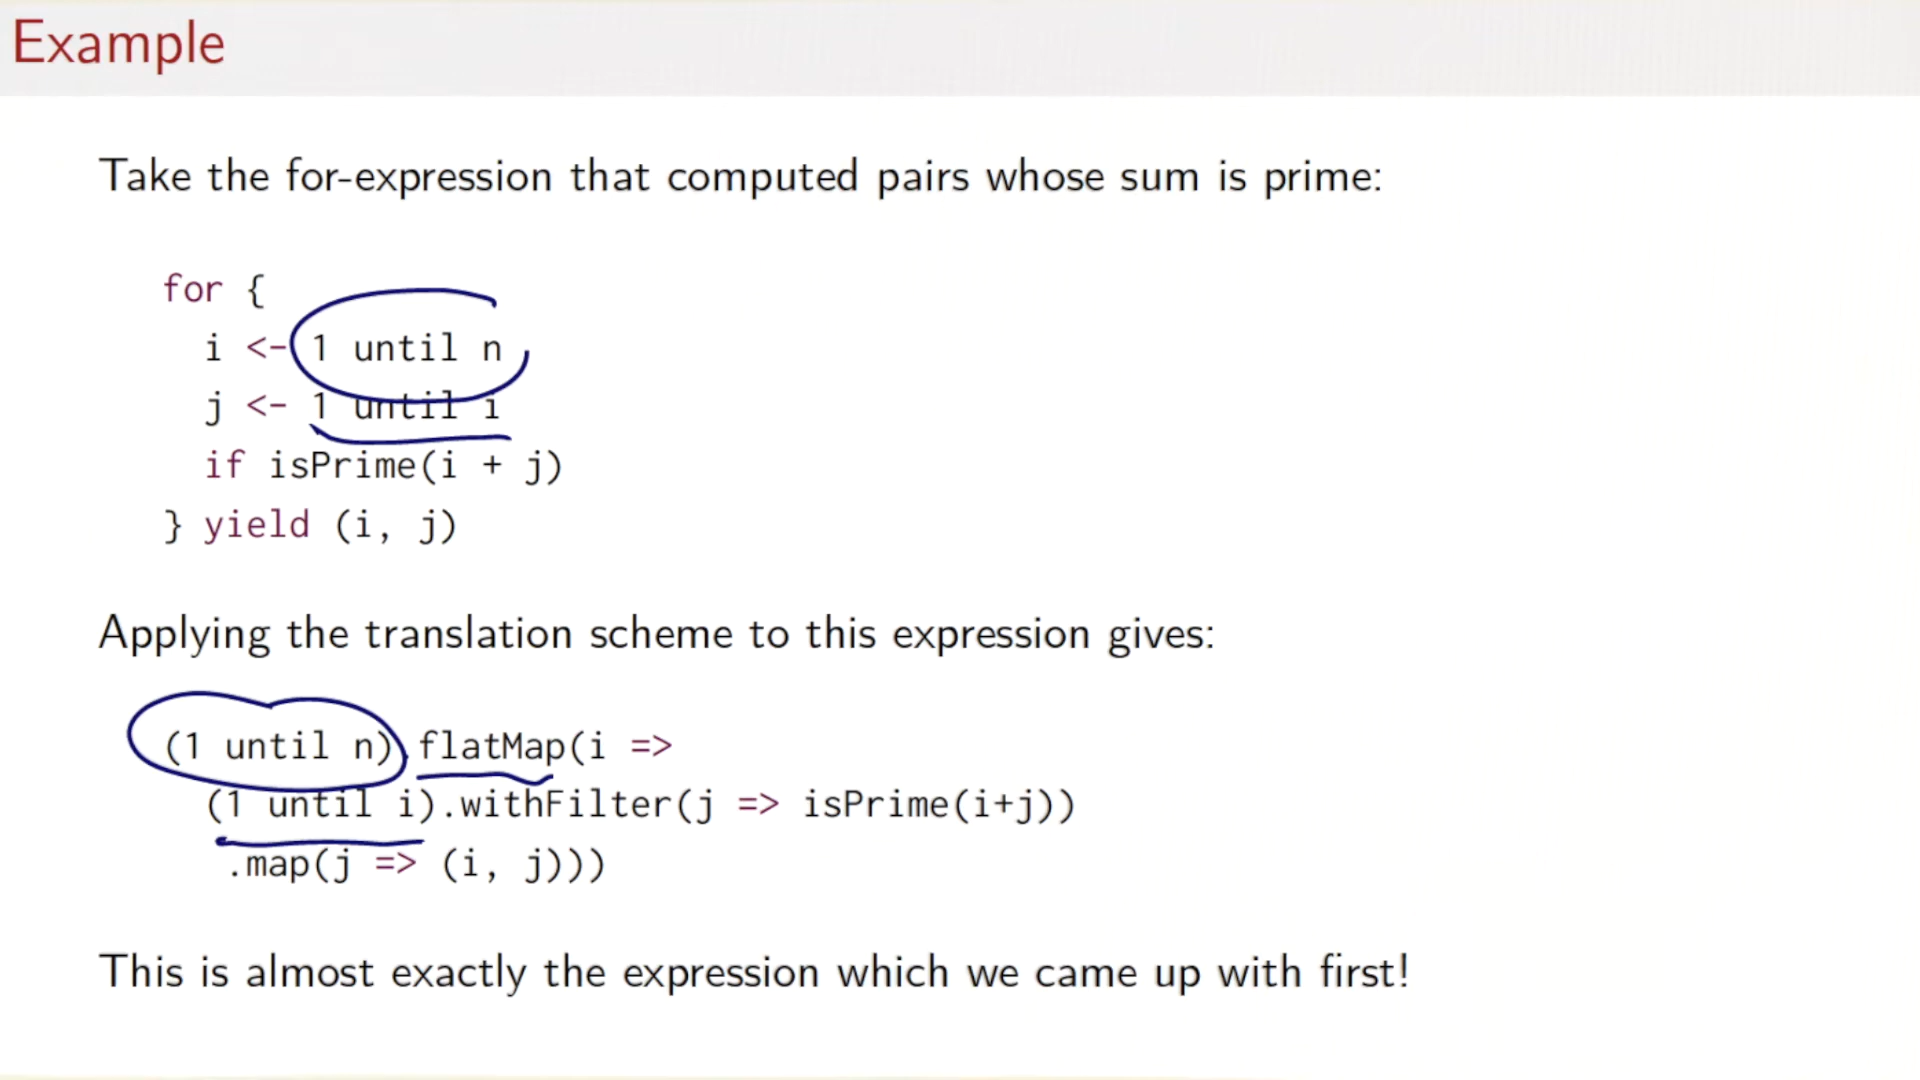 Example
Take the for-expression that computed pairs whose sum is prime:
for {
i <- 1 until n
j <- 1 until i
if isPrime(i + j)
} yield (i, j)
Applying the translation scheme to this expression gives:
(1 until n).flatMap(i =>
(1 until i).withFilter(j => isPrime(i+j))
.map(j => (i, j)))
This is almost exactly the expression which we came up with first!